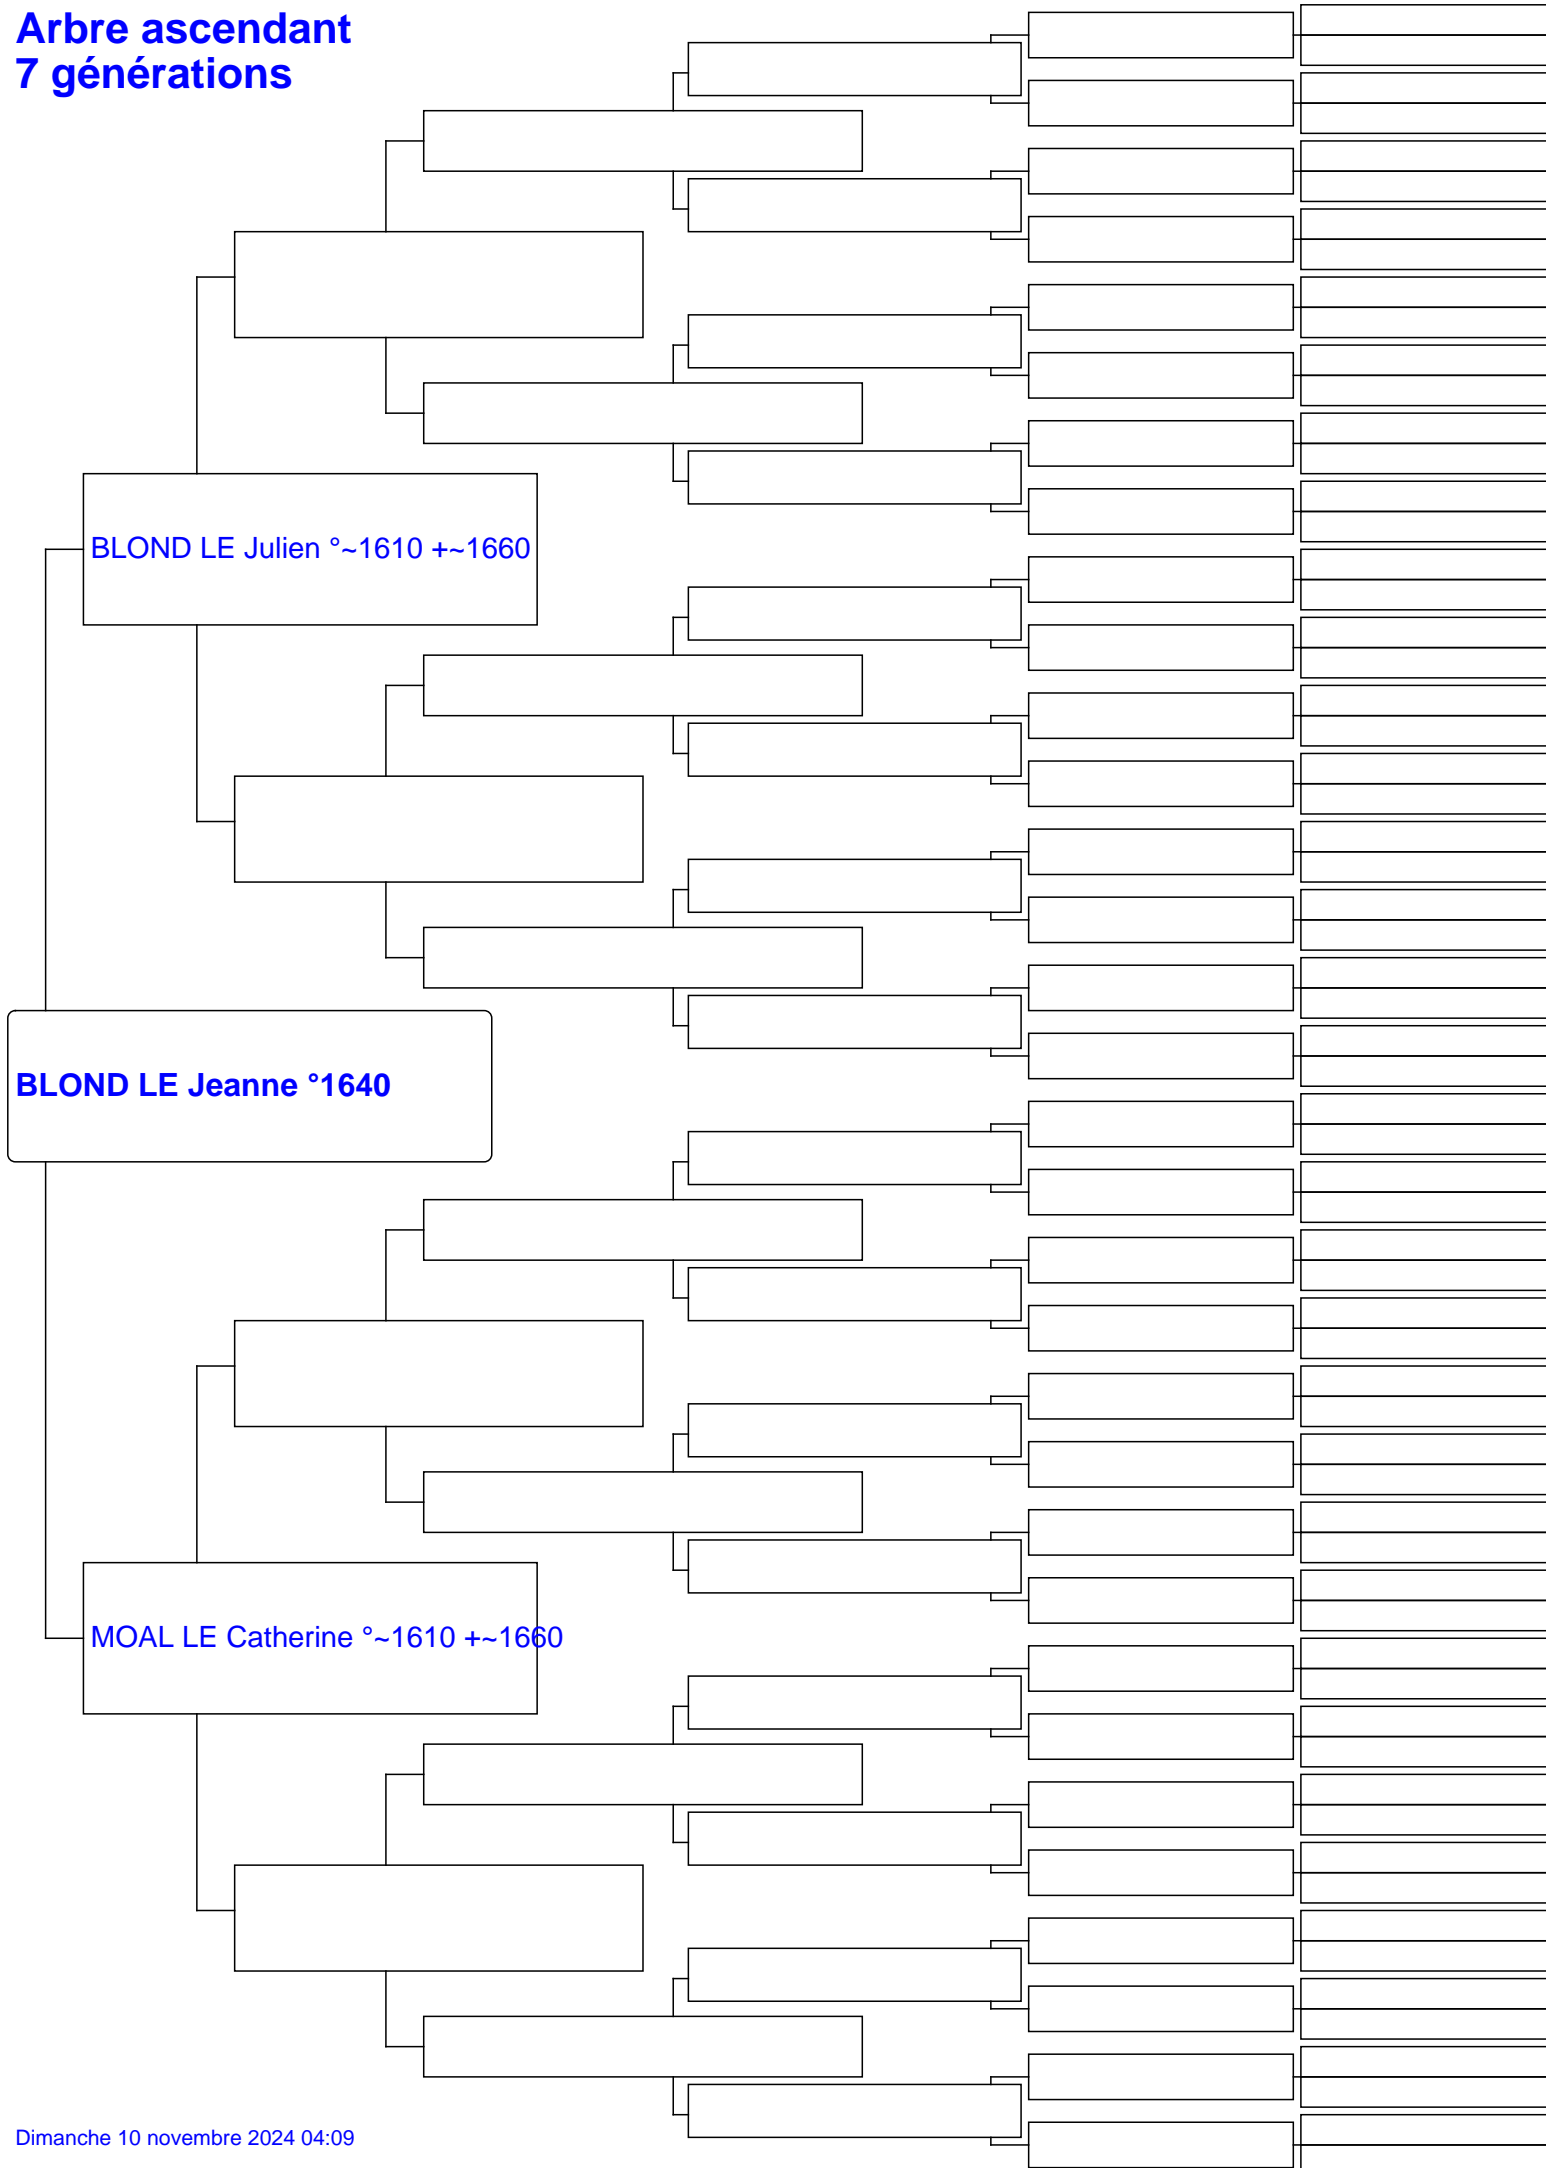 Arbre ascendant
7 générations
BLOND LE Julien °~1610 +~1660
BLOND LE Jeanne °1640
MOAL LE Catherine °~1610 +~1660
Dimanche 10 novembre 2024 04:09